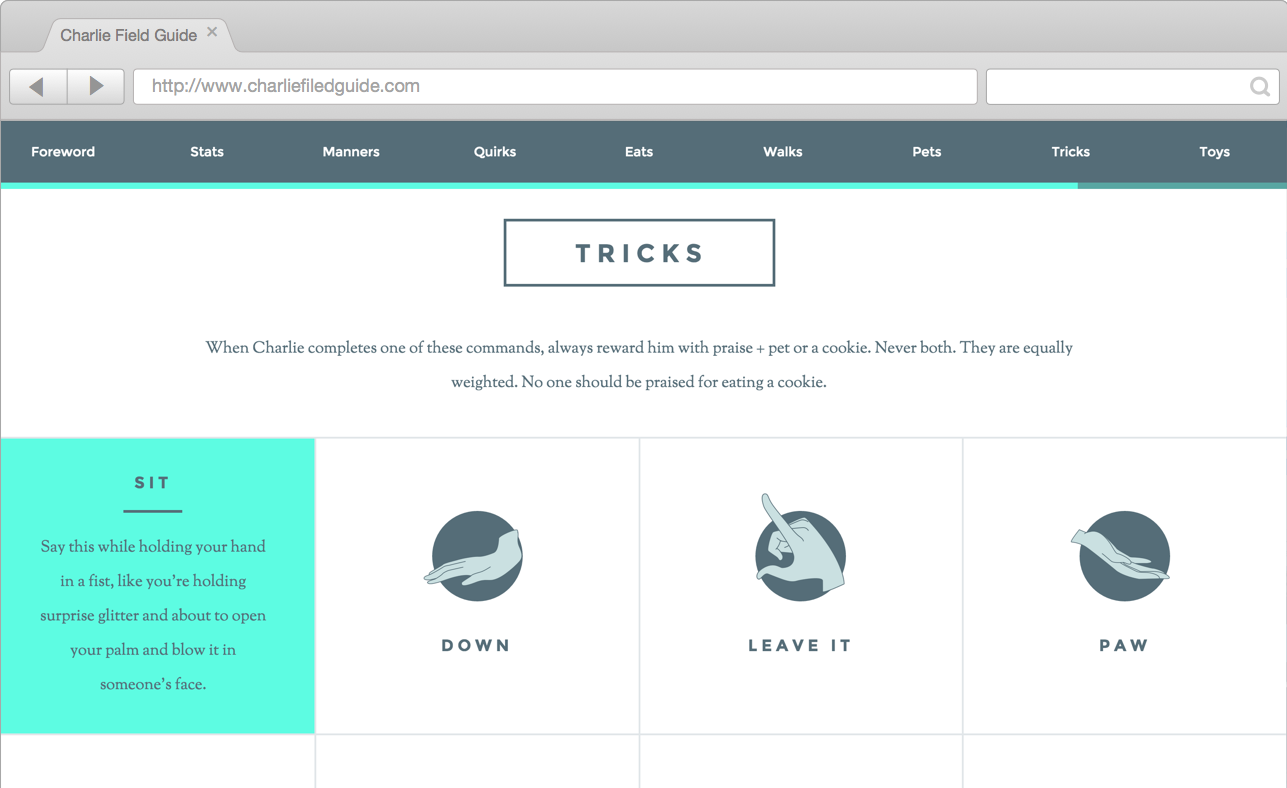 Charlie Field Guide
http://www.charliefiledguide.com
Foreword Stats Manners Quirks Eats Walks Pets Tricks Toys
TRICKS
When Charlie completes one of these commands, always reward him with praise + pet or a cookie. Never both. They are equally
weighted. No one should be praised for eating a cookie.
SIT
Say this while holding your hand
in a fist, like you’re holding
surprise glitter and about to open
your palm and blow it in
someone’s face.
DOWN
LEAVE IT
PAW